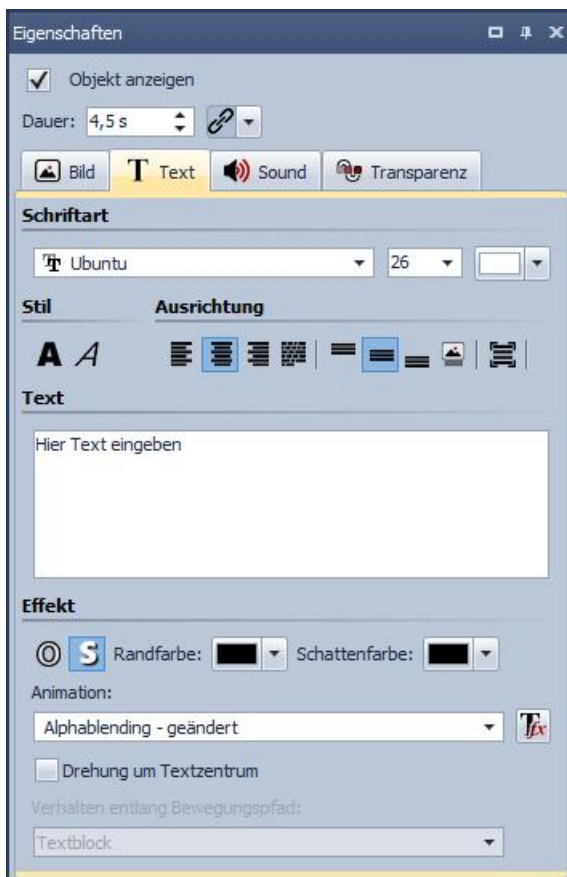 Eigenschaften
Objekt anzeigen
Dauer: 4,5 s
Bild Text Sound Transparenz
Schriftart
Ubuntu 26
Stil Ausrichtung
Text
Hier Text eingeben
Effekt
Randfarbe: Schattenfarbe:
Animation:
Alphablending - geändert
Drehung um Textzentrum
Verhalten entlang Bewegungspfad:
Textblock